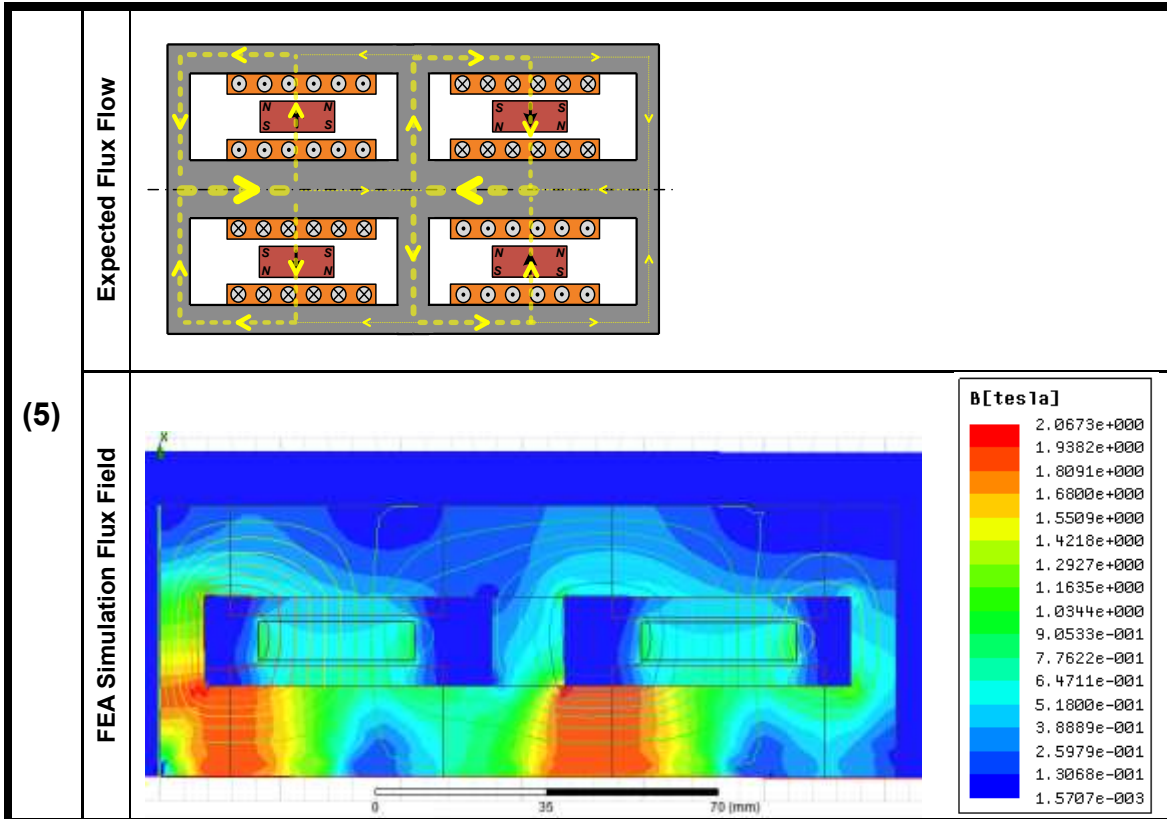 (5)
Expected Flux Flow
N N
S S
S S
N N
S S
N N
N N
S S
FEA Simulation Flux Field
X
0 35 70 (mm)
B[tesla]
2.0673e+000
1.9382e+000
1.8091e+000
1.6800e+000
1.5509e+000
1.4218e+000
1.2927e+000
1.1635e+000
1.0344e+000
9.0533e-001
7.7622e-001
6.4711e-001
5.1800e-001
3.8889e-001
2.5979e-001
1.3068e-001
1.5707e-003